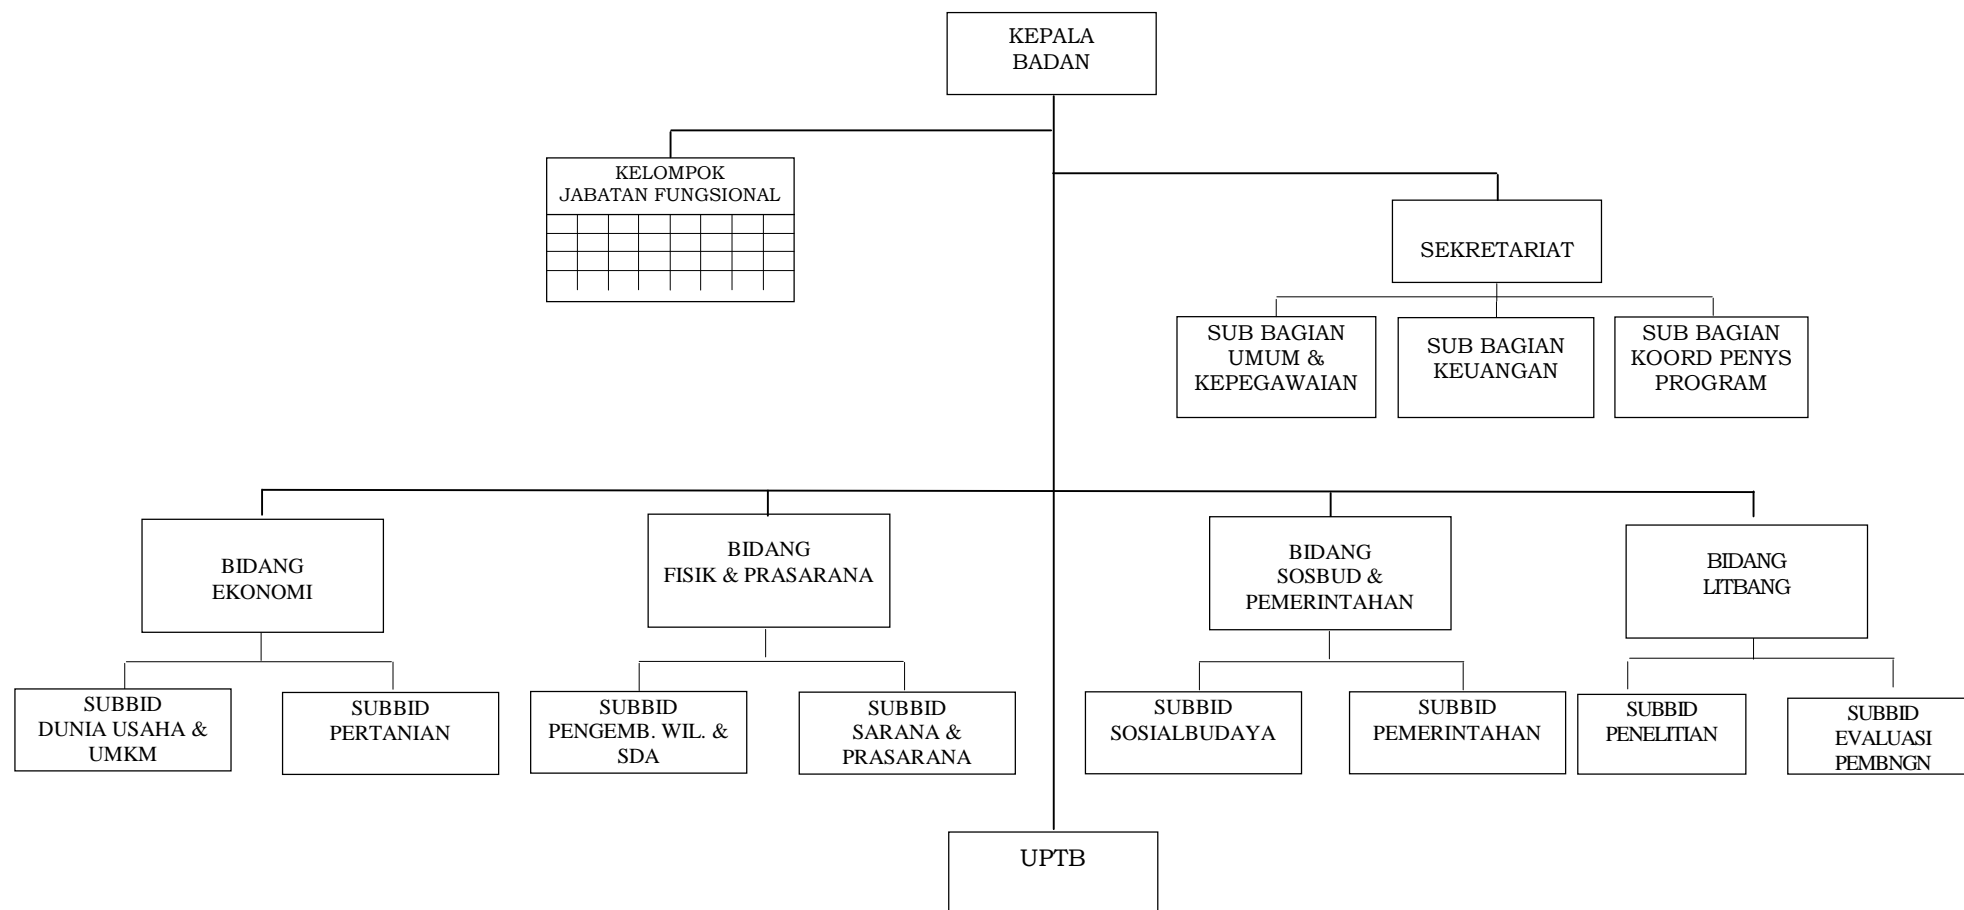 KEPALA
BADAN
KELOMPOK
JABATAN FUNGSIONAL
SEKRETARIAT
SUB BAGIAN
UMUM &
KEPEGAWAIAN
SUB BAGIAN
KEUANGAN
SUB BAGIAN
KOORD PENYS
PROGRAM
BIDANG
EKONOMI
BIDANG
FISIK & PRASARANA
BIDANG
SOSBUD &
PEMERINTAHAN
BIDANG
LITBANG
SUBBID
DUNIA USAHA &
UMKM
SUBBID
PERTANIAN
SUBBID
PENGEMB. WIL. &
SDA
SUBBID
SARANA &
PRASARANA
SUBBID
SOSIALBUDAYA
SUBBID
PEMERINTAHAN
SUBBID
PENELITIAN
SUBBID
EVALUASI
PEMBNGN
UPTB